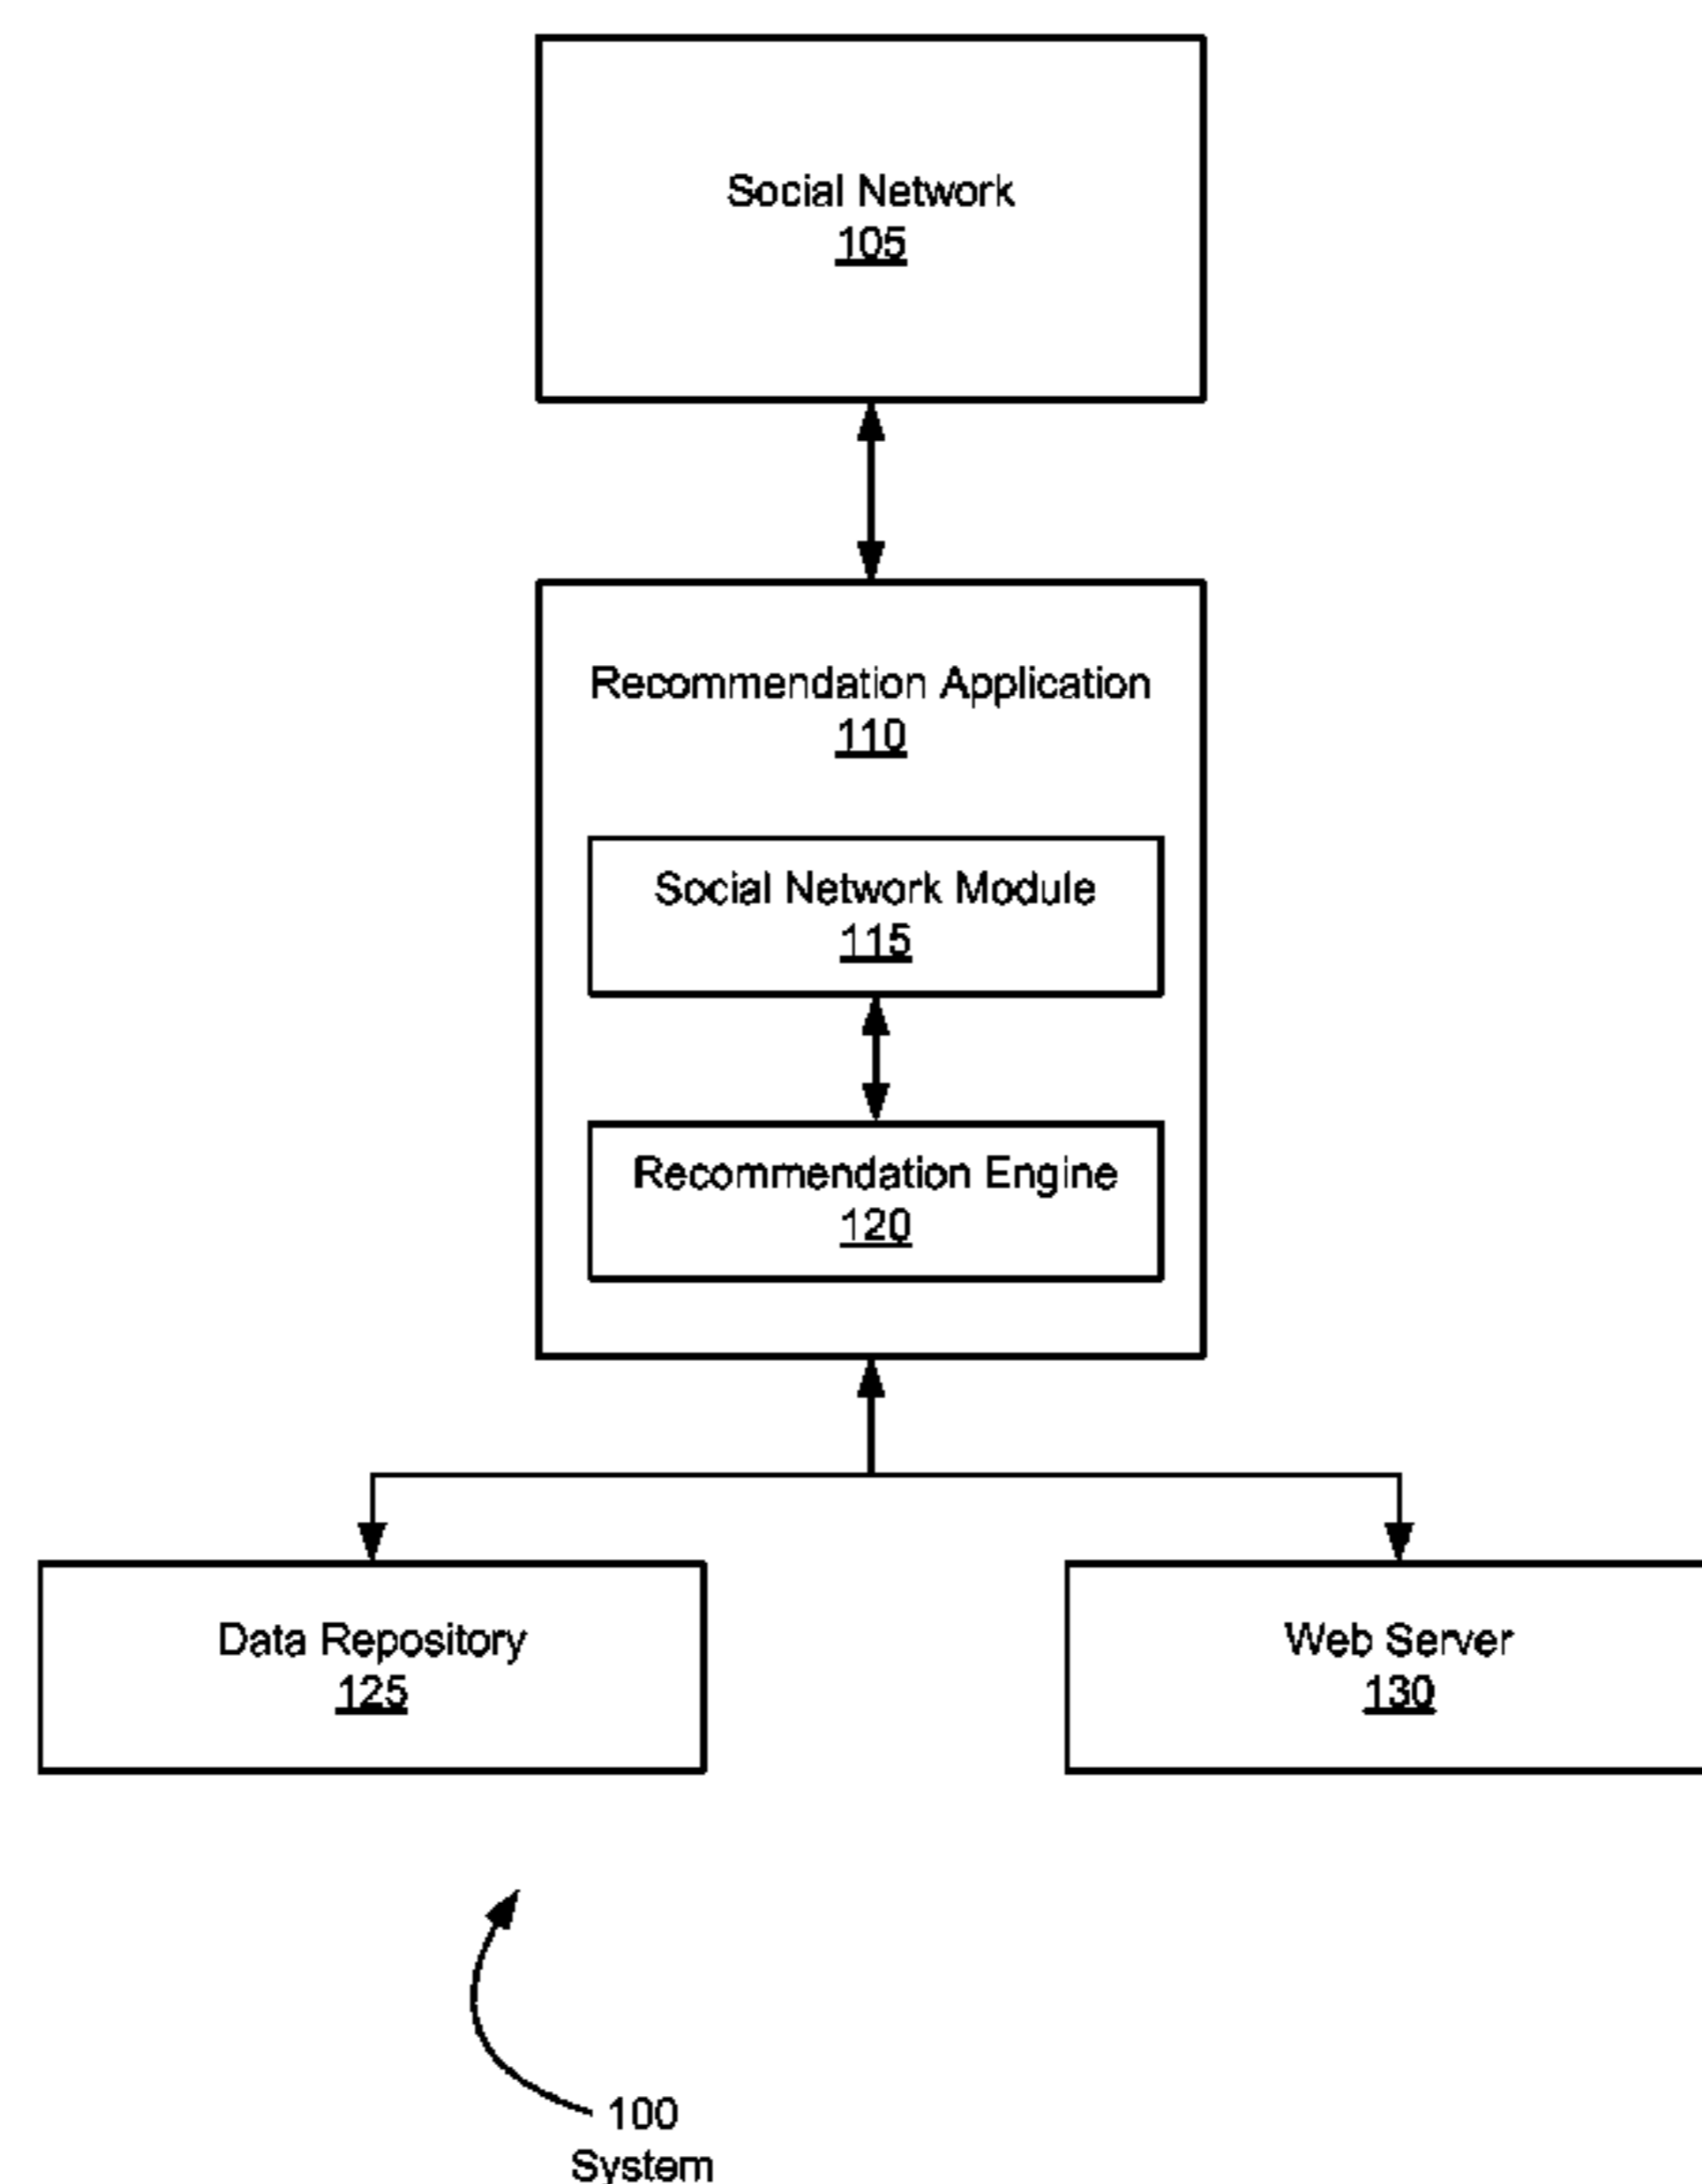 Social Network
105
Recommendation Application
110
Social Network Module
115
Recommendation Engine
120
Data Repository
125
Web Server
130
100
System